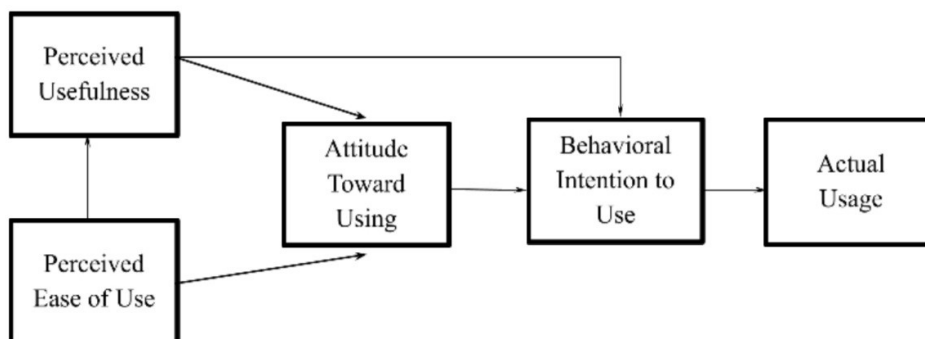 Perceived
Usefulness
Attitude
Toward
Using
Behavioral
Intention to
Use
Actual
Usage
Perceived
Ease of Use